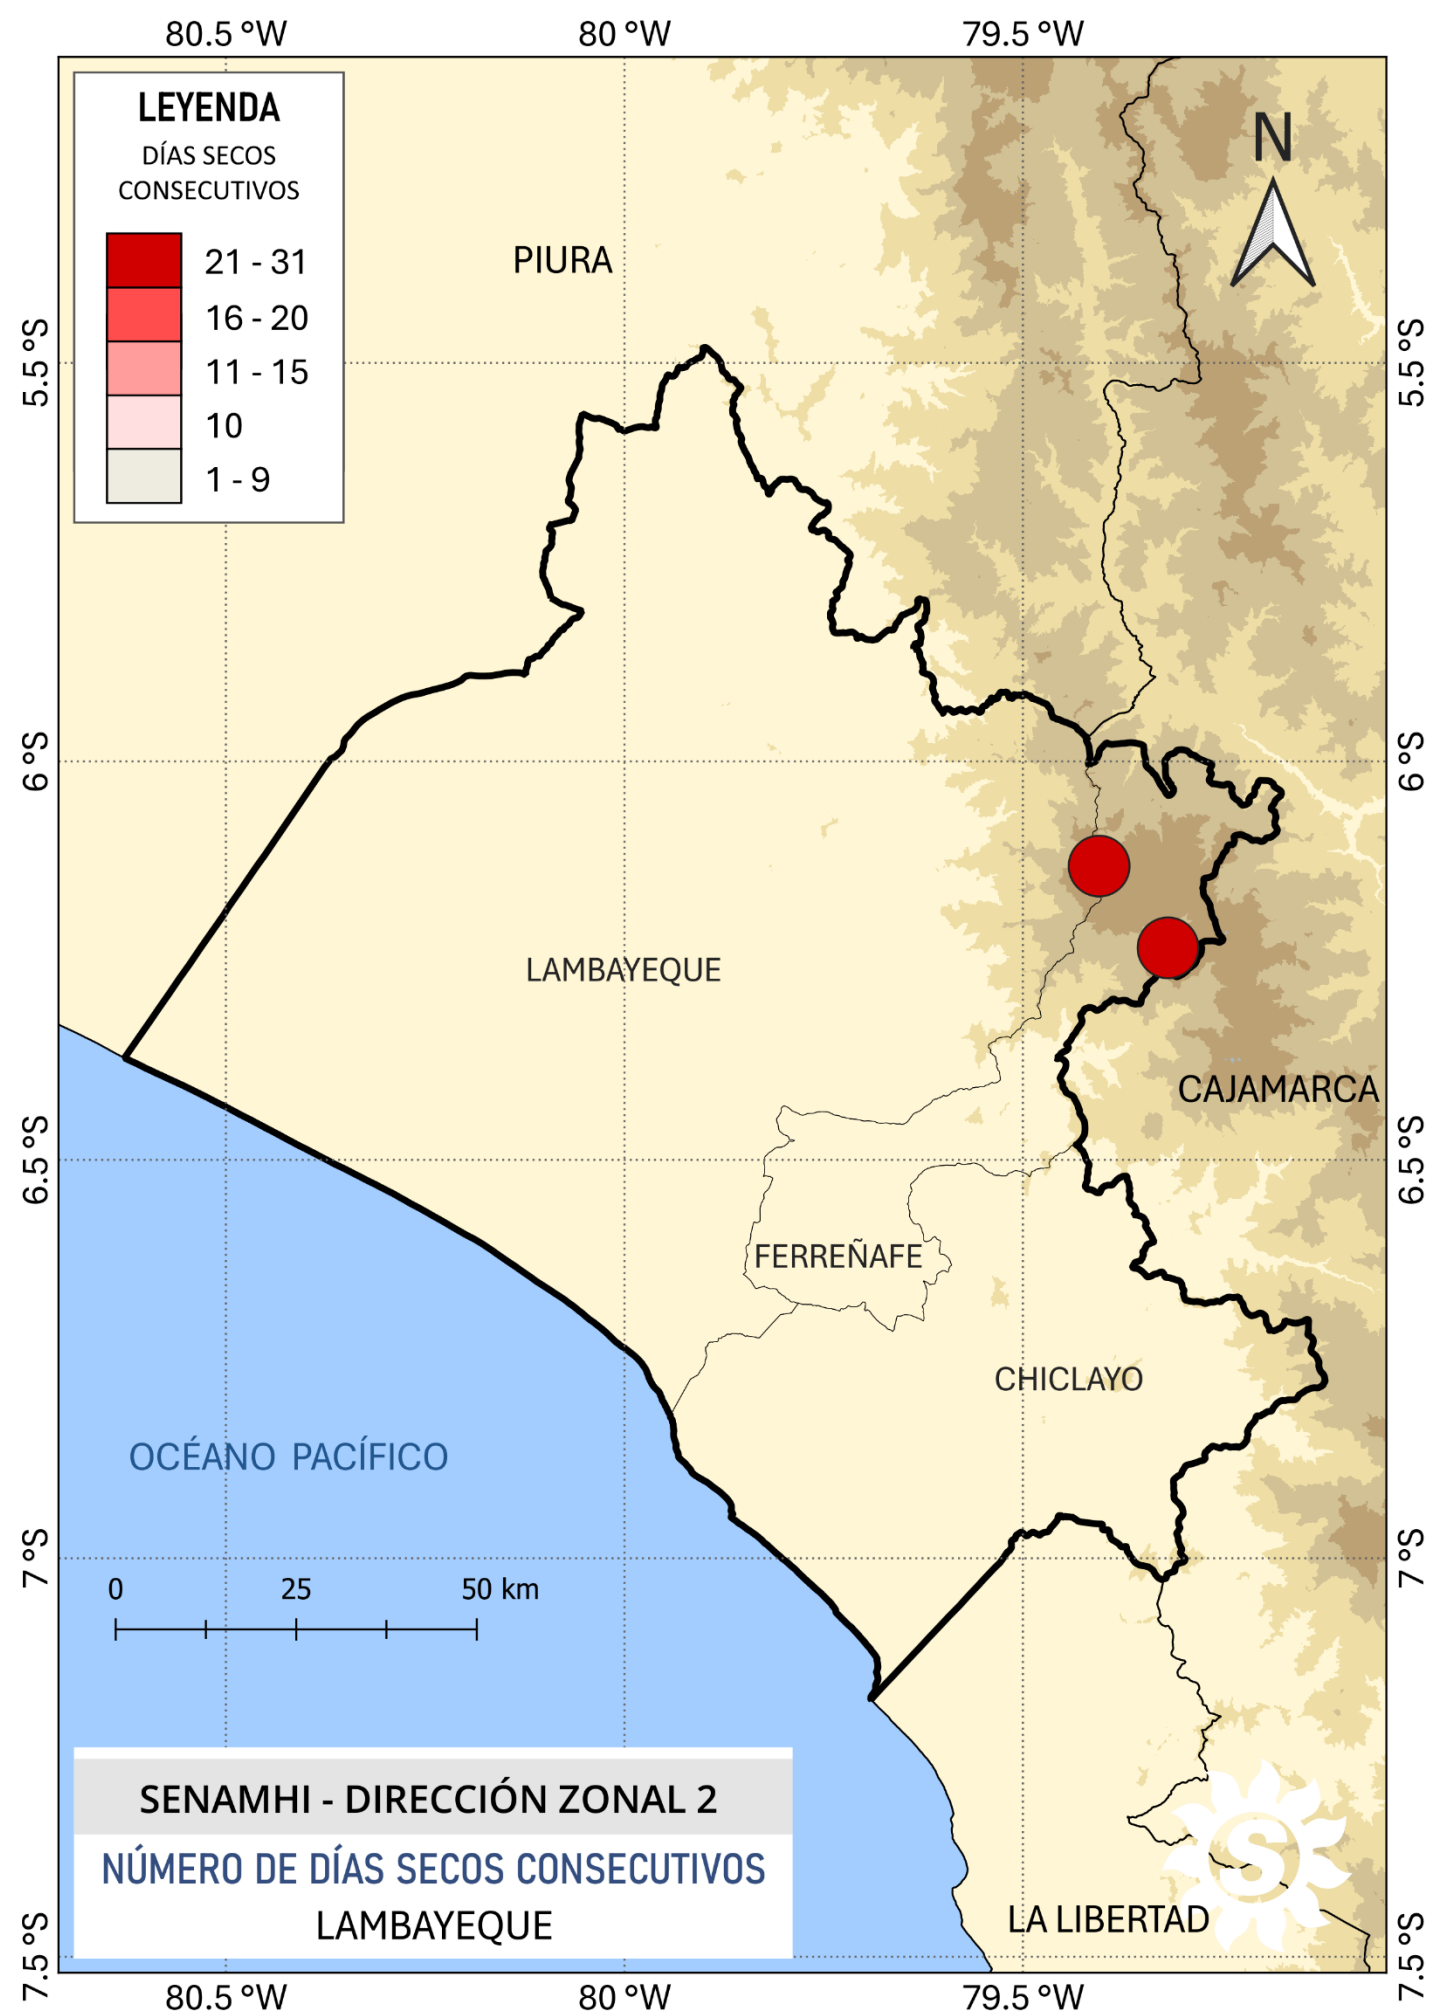 80.5 °W
80 °W
79.5 °W
LEYENDA
DÍAS SECOS
CONSECUTIVOS
21 - 31
16 - 20
11 - 15
10
1 - 9
N
PIURA
5.5 °S
5.5 °S
6 °S
6 °S
LAMBAYEQUE
CAJAMARCA
6.5 °S
6.5 °S
FERREÑAFE
CHICLAYO
OCÉANO PACÍFICO
7 °S
7 °S
0
25
50 km
SENAMHI - DIRECCIÓN ZONAL 2
NÚMERO DE DÍAS SECOS CONSECUTIVOS
LAMBAYEQUE
S
LA LIBERTAD
7.5 °S
7.5 °S
80.5 °W
80 °W
79.5 °W